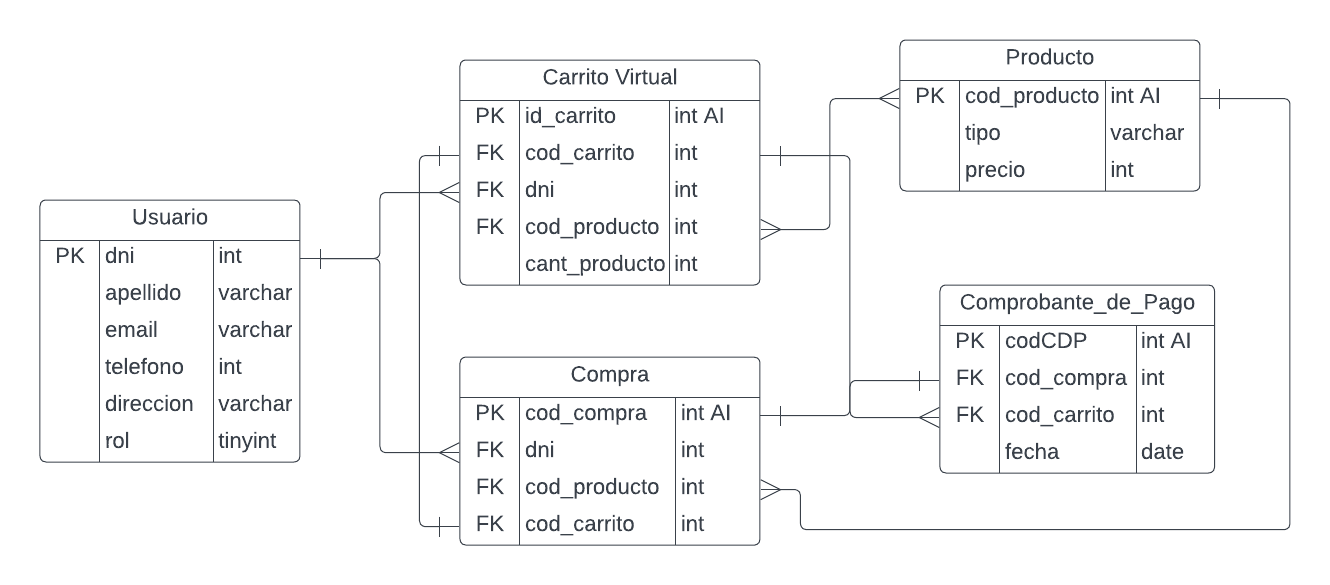 Usuario
PK dni int
apellido varchar
email varchar
telefono int
direccion varchar
rol tinyint
Carrito Virtual
PK id_carrito int AI
FK cod_carrito int
FK dni int
FK cod_producto int
cant_producto int
Compra
PK cod_compra int AI
FK dni int
FK cod_producto int
FK cod_carrito int
Producto
PK cod_producto int AI
tipo varchar
precio int
Comprobante_de_Pago
PK codCDP int AI
FK cod_compra int
FK cod_carrito int
fecha date